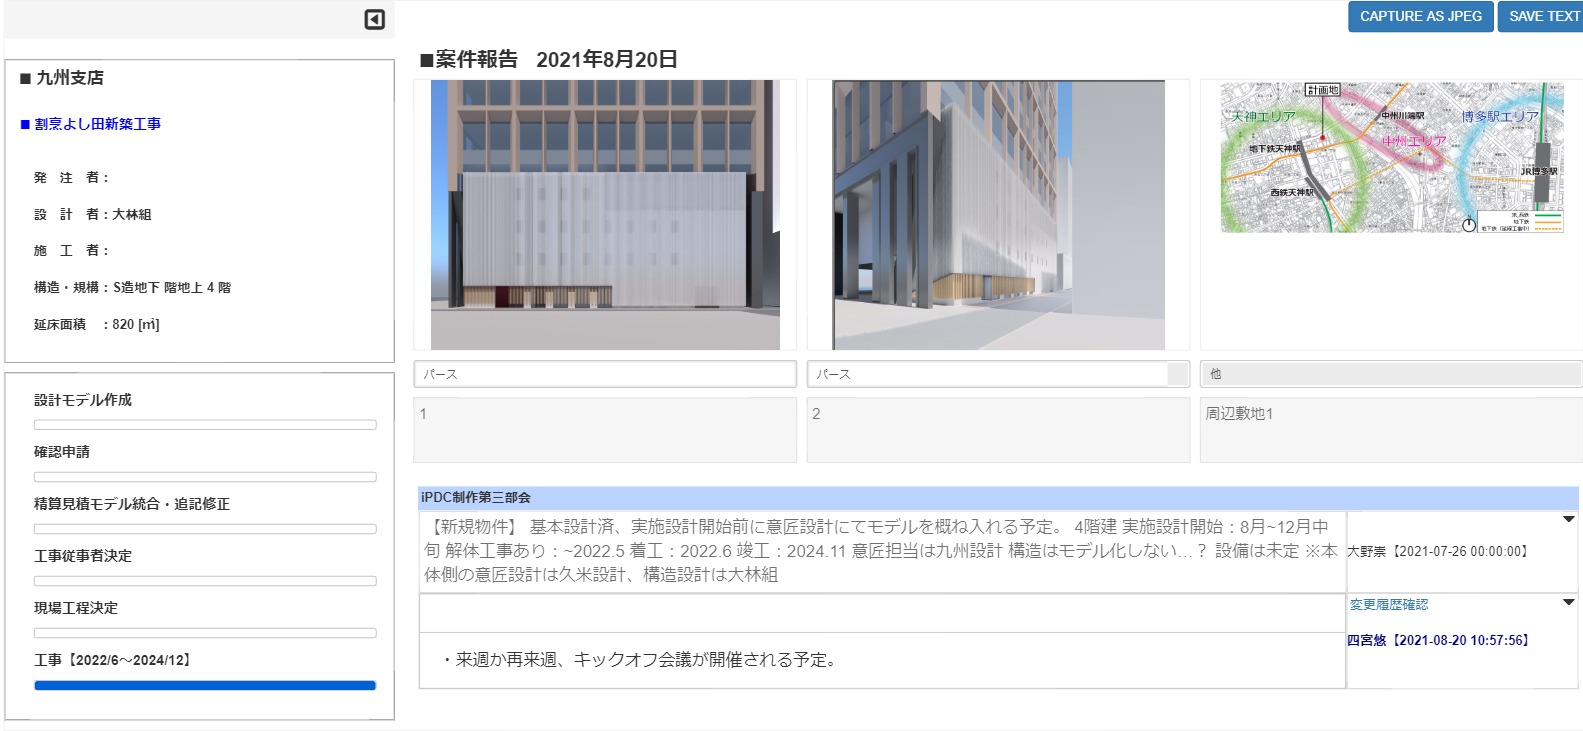 CAPTURE AS JPEG
SAVE TEXT
■ 九州支店
■ 割烹よし田新築工事
発 注 者：
設 計 者：大林組
施 工 者：
構造・規構：S造地下 階地上 4 階
延床面積 ：820 [㎡]
設計モデル作成
確認申請
精算見積モデル統合・追記修正
工事従事者決定
現場工程決定
工事【2022/6～2024/12】
■案件報告 2021年8月20日
計画地
天神エリア
中州川端駅
博多駅エリア
地下鉄天神駅
中州エリア
JR博多駅
西鉄天神駅
地下鉄
パース
パース
他
1
2
周辺敷地1
iPDC制作第三部会
【新規物件】 基本設計済、実施設計開始前に意匠設計にてモデルを概ね入れる予定。 4階建 実施設計開始：8月~12月中
旬 解体工事あり：~2022.5 着工：2022.6 竣工：2024.11 意匠担当は九州設計 構造はモデル化しない…？ 設備は未定 ※本
体側の意匠設計は久米設計、構造設計は大林組
大野崇【2021-07-26 00:00:00】
変更履歴確認
四宮悠【2021-08-20 10:57:56】
・来週か再来週、キックオフ会議が開催される予定。